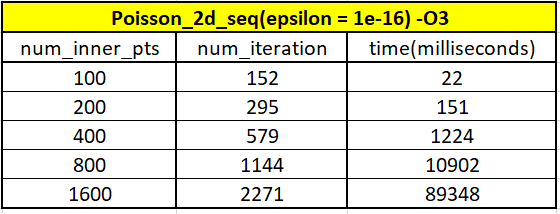 Poisson_2d_seq(epsilon = 1e-16) -O3
num_inner_pts num_iteration time(milliseconds)
100 152 22
200 295 151
400 579 1224
800 1144 10902
1600 2271 89348